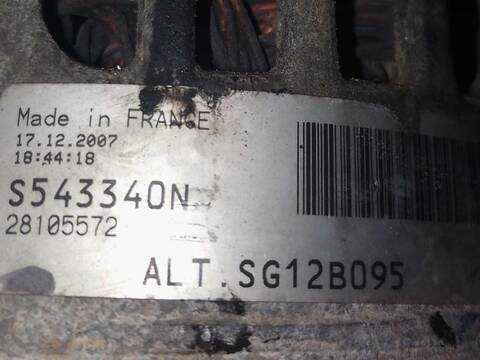 Made in FRANCE
17.12.2007
18:44:18
S543340N
28105572
ALT. SG12B095